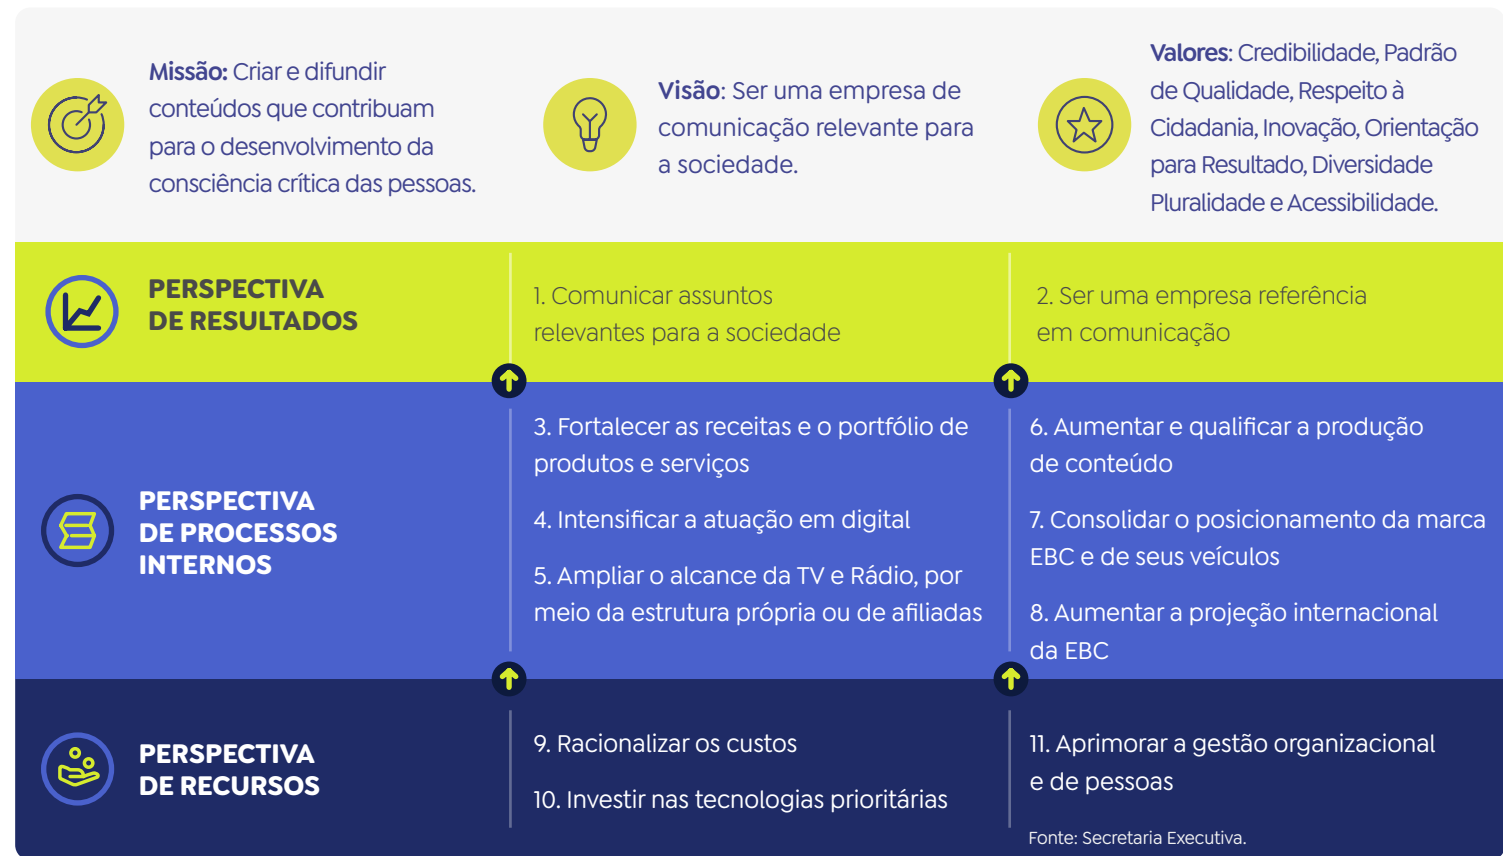 Missão: Criar e difundir
conteúdos que contribuam
para o desenvolvimento da
consciência crítica das pessoas.
Visão: Ser uma empresa de
comunicação relevante para
a sociedade.
Valores: Credibilidade, Padrão
de Qualidade, Respeito à
Cidadania, Inovação, Orientação
para Resultado, Diversidade
Pluralidade e Acessibilidade.
PERSPECTIVA
DE RESULTADOS
1. Comunicar assuntos
relevantes para a sociedade
2. Ser uma empresa referência
em comunicação
PERSPECTIVA
DE PROCESSOS
INTERNOS
3. Fortalecer as receitas e o portfólio de
produtos e serviços
4. Intensificar a atuação em digital
5. Ampliar o alcance da TV e Rádio, por
meio da estrutura própria ou de afiliadas
6. Aumentar e qualificar a produção
de conteúdo
7. Consolidar o posicionamento da marca
EBC e de seus veículos
8. Aumentar a projeção internacional
da EBC
PERSPECTIVA
DE RECURSOS
9. Racionalizar os custos
10. Investir nas tecnologias prioritárias
11. Aprimorar a gestão organizacional
e de pessoas
Fonte: Secretaria Executiva.